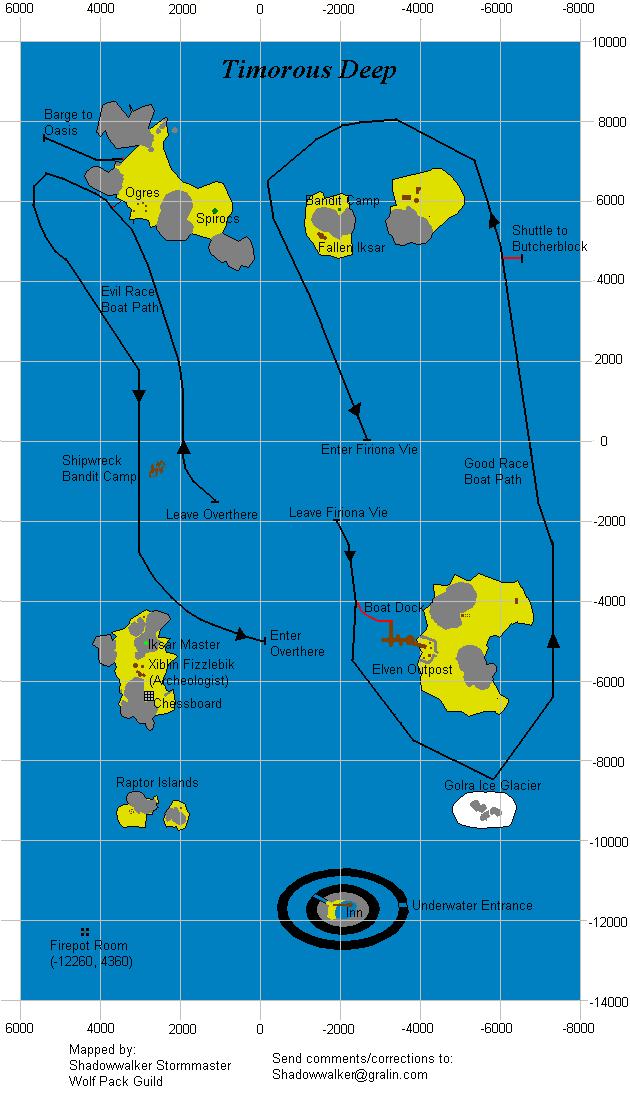 6000 4000 2000 0 -2000 -4000 -6000 -8000
10000
Timorous Deep
Barge to
Oasis
8000
Ogres
Spirocs
Bandit Camp
6000
Fallen Iksar
Shuttle to
Butcherblock
4000
Evil Race
Boat Path
2000
0
Enter Firiona Vie
Shipwreck
Bandit Camp
Good Race
Boat Path
Leave Overthere
Leave Firiona Vie
-2000
-4000
Boat Dock
Enter
Overthere
Iksar Master
Xiblin Fizzlebik
(Archeologist)
Elven Outpost
-6000
Chessboard
-8000
Raptor Islands
Golra Ice Glacier
-10000
Inn
Underwater Entrance
-12000
Firepot Room
(-12260, 4360)
-14000
6000 4000 2000 0 -2000 -4000 -6000 -8000
Mapped by:
Shadowwalker Stormmaster
Wolf Pack Guild
Send comments/corrections to:
Shadowwalker@gralin.com